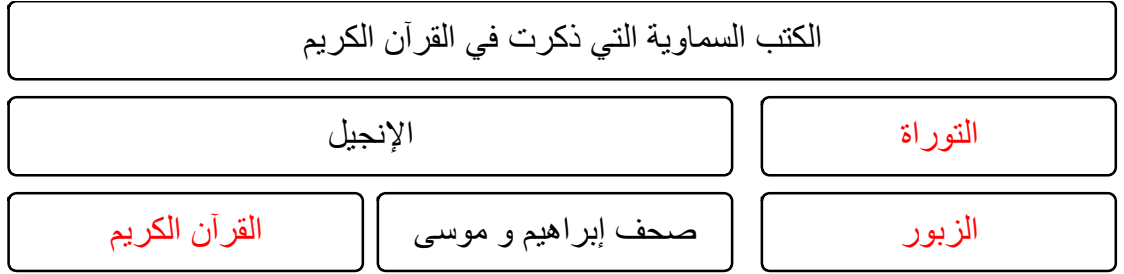 الكتب السماوية التي ذكرت في القرآن الكريم
التوراة
الإنجيل
الزبور
صحف إبراهيم و موسى
القرآن الكريم